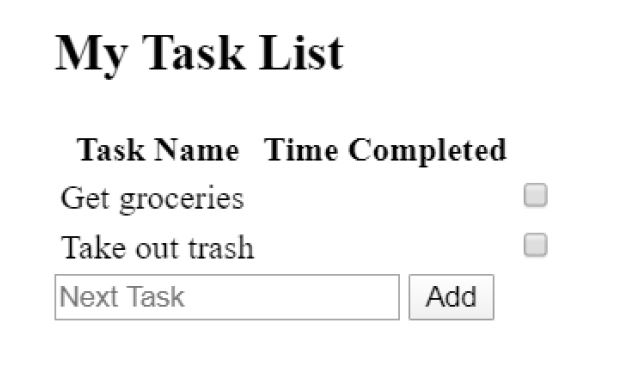 My Task List
Task Name Time Completed
Get groceries
Take out trash
Next Task Add